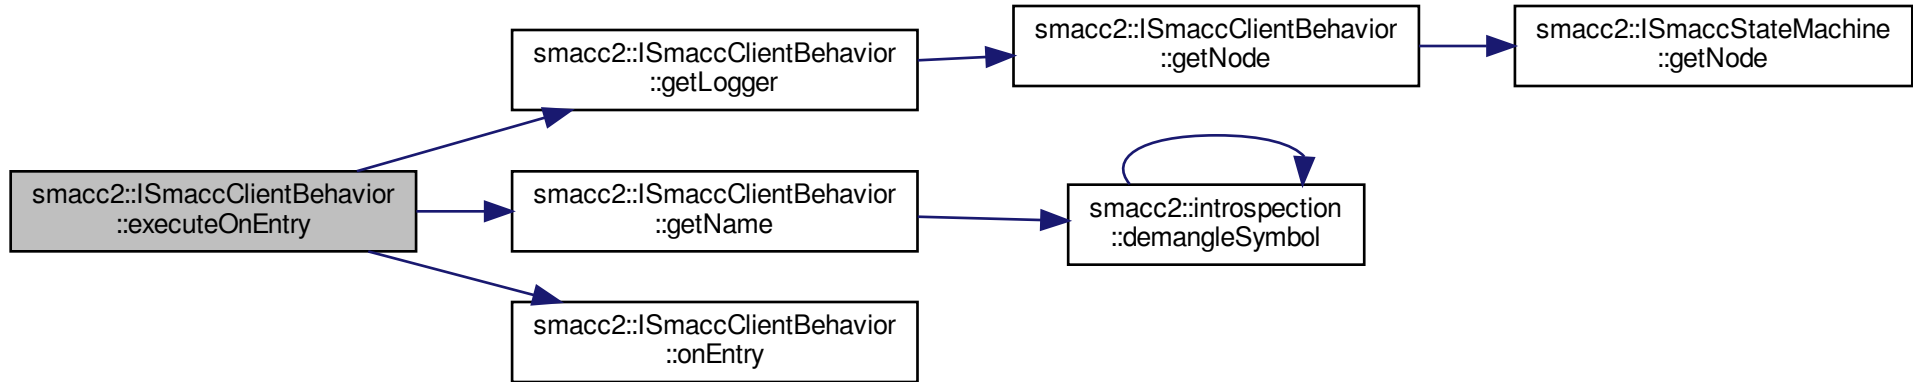 smacc2::ISmaccClientBehavior
::executeOnEntry
smacc2::ISmaccClientBehavior
::getLogger
smacc2::ISmaccClientBehavior
::getNode
smacc2::ISmaccStateMachine
::getNode
smacc2::ISmaccClientBehavior
::getName
smacc2::introspection
::demangleSymbol
smacc2::ISmaccClientBehavior
::onEntry